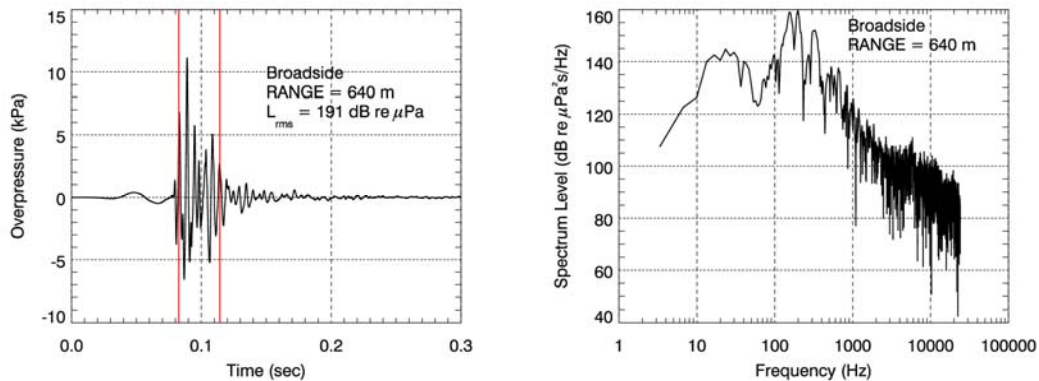 15
10
5
0
-5
-10
Overpressure (kPa)
Broadside
RANGE = 640 m
L rms = 191 dB re μPa
0.0 0.1 0.2 0.3
Time (sec)
160
140
120
100
80
60
40
Spectrum Level (dB re μPa²s/Hz)
Broadside
RANGE = 640 m
1 10 100 1000 10000 100000
Frequency (Hz)